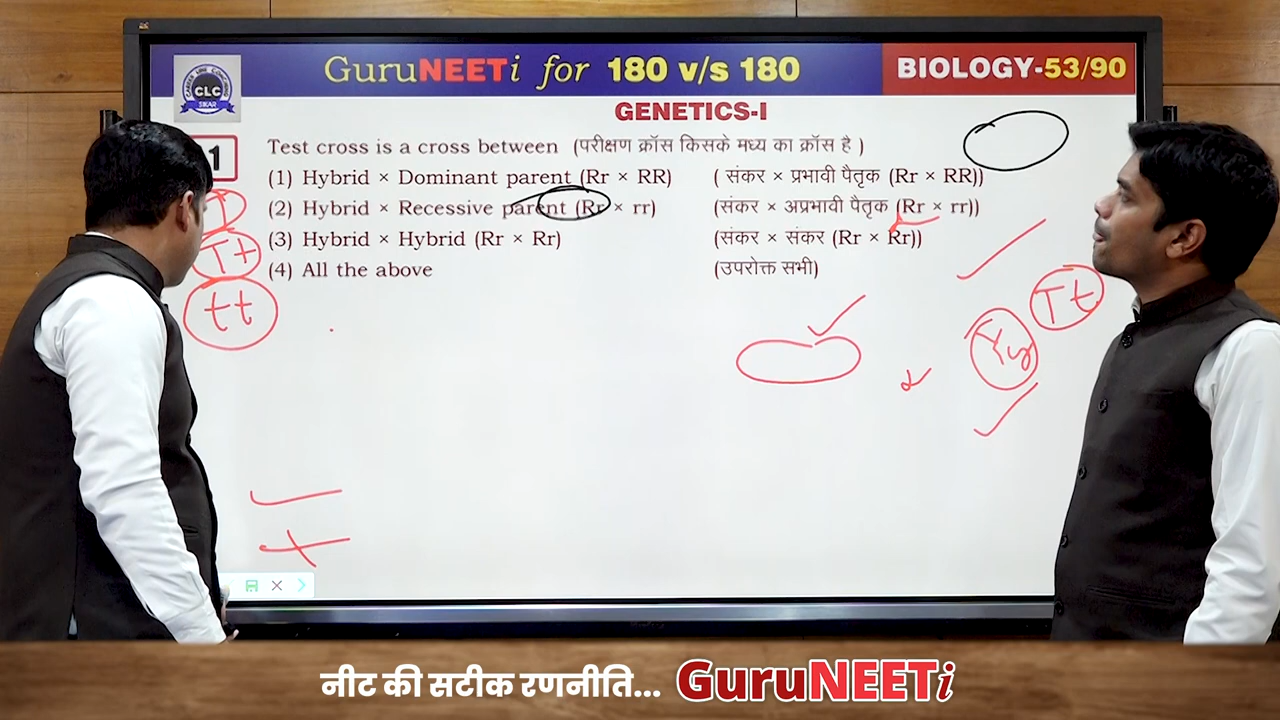 GuruNEETi for 180 v/s 180
BIOLOGY-53/90
CLC
SIKAR
GENETICS-I
1
Test cross is a cross between (परीक्षण क्रॉस किसके मध्य का क्रॉस है )
(1) Hybrid × Dominant parent (Rr × RR) ( संकर × प्रभावी पैतृक (Rr × RR))
(2) Hybrid × Recessive parent (Rr × rr) (संकर × अप्रभावी पैतृक (Rr × rr))
(3) Hybrid × Hybrid (Rr × Rr) (संकर × संकर (Rr × Rr))
(4) All the above (उपरोक्त सभी)
Tt
tt
Tt
नीट की सटीक रणनीति... GuruNEETi